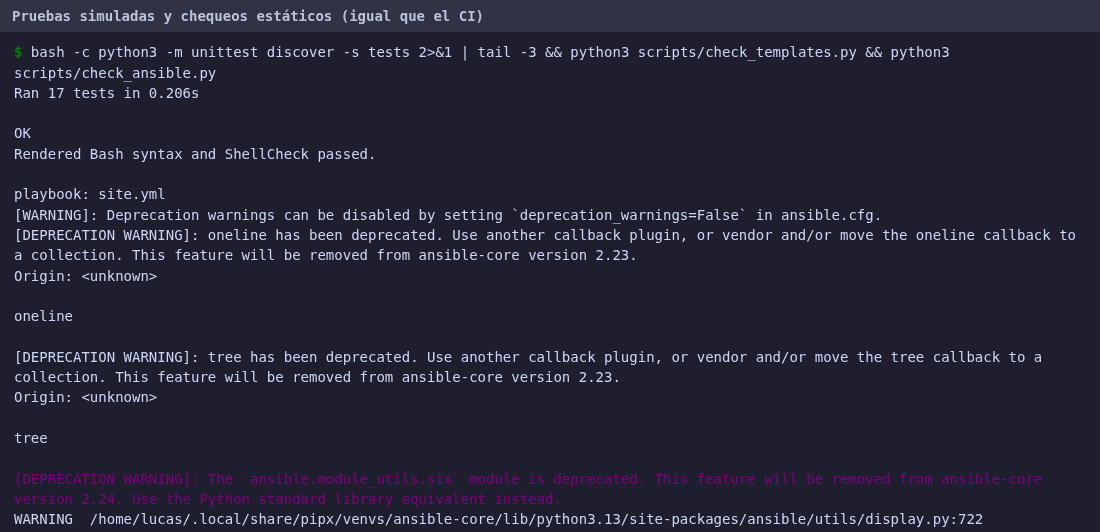 Pruebas simuladas y chequeos estáticos (igual que el CI)
$ bash -c python3 -m unittest discover -s tests 2>&1 | tail -3 && python3 scripts/check_templates.py && python3
scripts/check_ansible.py
Ran 17 tests in 0.206s
OK
Rendered Bash syntax and ShellCheck passed.
playbook: site.yml
[WARNING]: Deprecation warnings can be disabled by setting `deprecation_warnings=False` in ansible.cfg.
[DEPRECATION WARNING]: oneline has been deprecated. Use another callback plugin, or vendor and/or move the oneline callback to
a collection. This feature will be removed from ansible-core version 2.23.
Origin: <unknown>
oneline
[DEPRECATION WARNING]: tree has been deprecated. Use another callback plugin, or vendor and/or move the tree callback to a
collection. This feature will be removed from ansible-core version 2.23.
Origin: <unknown>
tree
[DEPRECATION WARNING]: The `ansible.module_utils.six` module is deprecated. This feature will be removed from ansible-core
version 2.24. Use the Python standard library equivalent instead.
WARNING  /home/lucas/.local/share/pipx/venvs/ansible-core/lib/python3.13/site-packages/ansible/utils/display.py:722